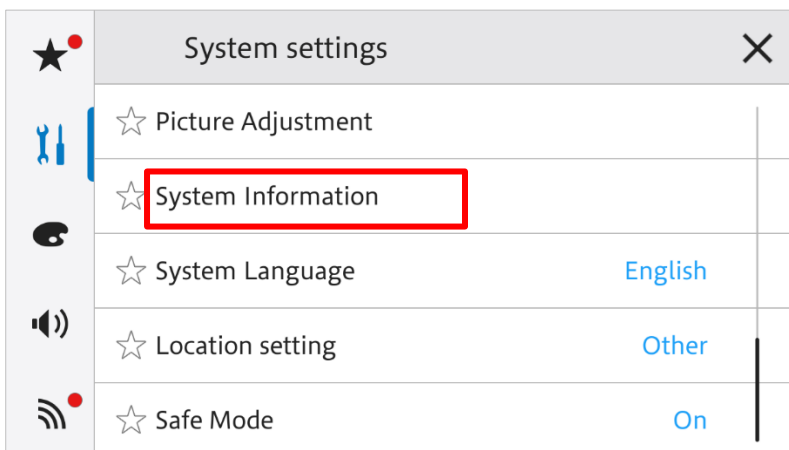 System settings
Picture Adjustment
System Information
System Language English
Location setting Other
Safe Mode On